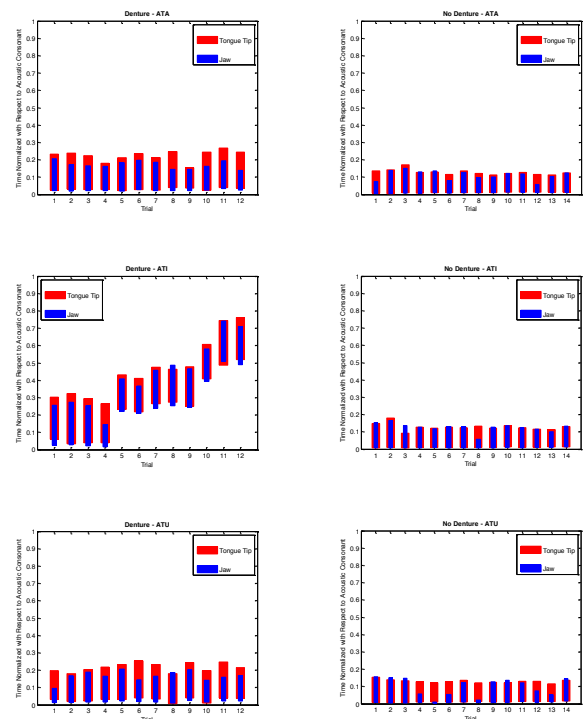 Denture - ATA
1
0.9
0.8
0.7
0.6
0.5
0.4
0.3
0.2
0.1
0
Time Normalized with Respect to Acoustic Consonant
Tongue Tip
Jaw
1 2 3 4 5 6 7 8 9 10 11 12
Trial
No Denture - ATA
1
0.9
0.8
0.7
0.6
0.5
0.4
0.3
0.2
0.1
0
Time Normalized with Respect to Acoustic Consonant
Tongue Tip
Jaw
1 2 3 4 5 6 7 8 9 10 11 12 13 14
Trial
Denture - ATI
1
0.9
0.8
0.7
0.6
0.5
0.4
0.3
0.2
0.1
0
Time Normalized with Respect to Acoustic Consonant
Tongue Tip
Jaw
1 2 3 4 5 6 7 8 9 10 11 12
Trial
No Denture - ATI
1
0.9
0.8
0.7
0.6
0.5
0.4
0.3
0.2
0.1
0
Time Normalized with Respect to Acoustic Consonant
Tongue Tip
Jaw
1 2 3 4 5 6 7 8 9 10 11 12 13 14
Trial
Denture - ATU
1
0.9
0.8
0.7
0.6
0.5
0.4
0.3
0.2
0.1
0
Time Normalized with Respect to Acoustic Consonant
Tongue Tip
Jaw
1 2 3 4 5 6 7 8 9 10 11 12
Trial
No Denture - ATU
1
0.9
0.8
0.7
0.6
0.5
0.4
0.3
0.2
0.1
0
Time Normalized with Respect to Acoustic Consonant
Tongue Tip
Jaw
1 2 3 4 5 6 7 8 9 10 11 12 13 14
Trial